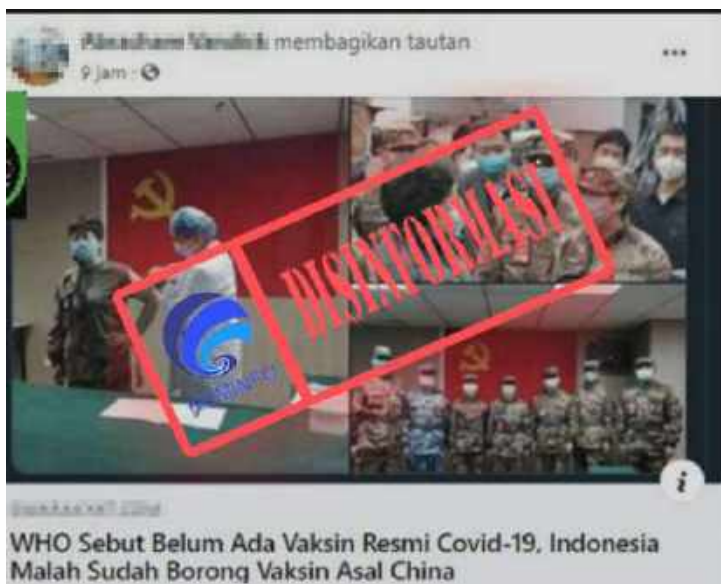 membagikan tautan
9 jam
DISINFORMASI
KOMINFO
WHO Sebut Belum Ada Vaksin Resmi Covid-19, Indonesia
Malah Sudah Borong Vaksin Asal China